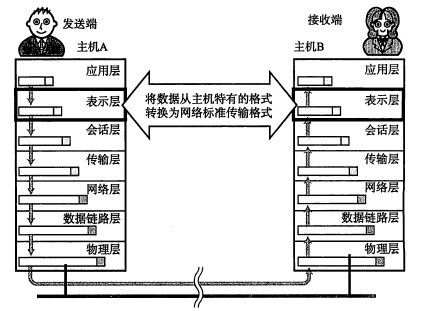 发送端
接收端
主机A
主机B
应用层
表示层
会话层
传输层
网络层
数据链路层
物理层
将数据从主机特有的格式
转换为网络标准传输格式
应用层
表示层
会话层
传输层
网络层
数据链路层
物理层